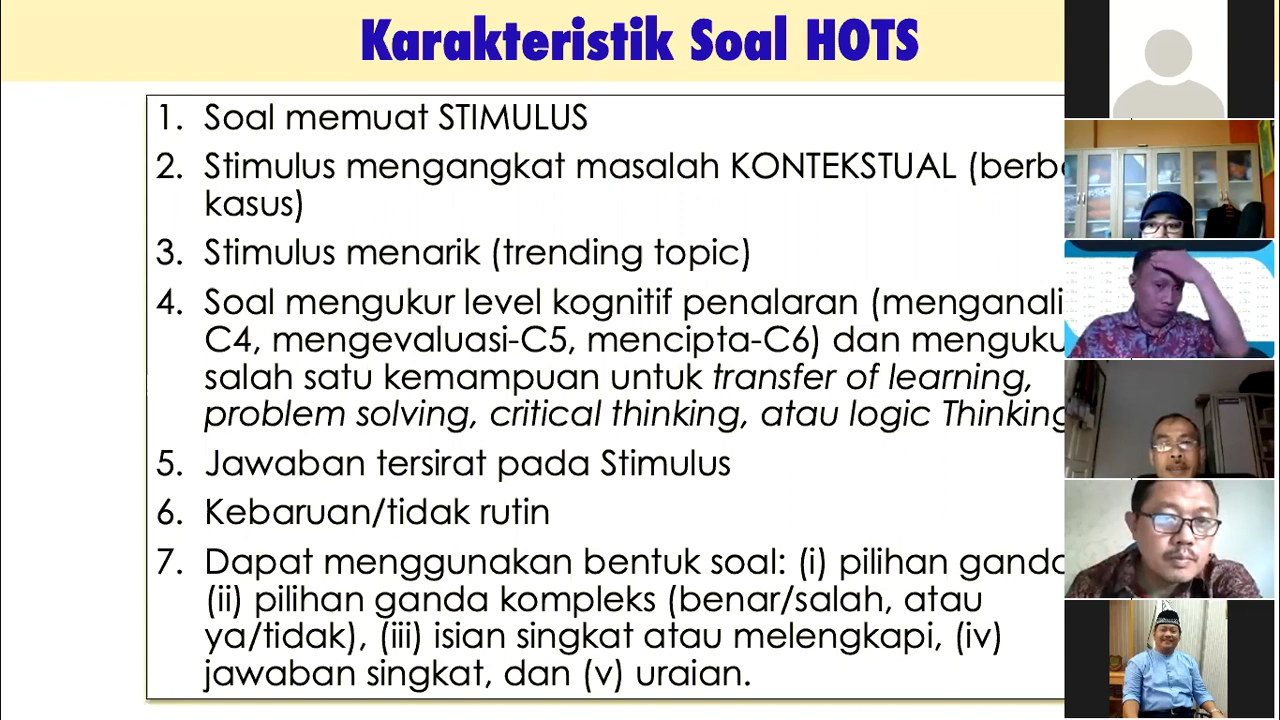 Karakteristik Soal HOTS
1. Soal memuat STIMULUS
2. Stimulus mengangkat masalah KONTEKSTUAL
kasus)
3. Stimulus menarik (trending topic)
4. Soal mengukur level kognitif penalaran
C4, mengevaluasi-C5, mencipta-C6) dan
salah satu kemampuan untuk transfer of learning,
problem solving, critical thinking, atau logic Thinking
5. Jawaban tersirat pada Stimulus
6. Kebaruan/tidak rutin
7. Dapat menggunakan bentuk soal: (i) pilihan
(ii) pilihan ganda kompleks (benar/salah, atau
ya/tidak), (iii) isian singkat atau melengkapi, (iv)
jawaban singkat, dan (v) uraian.